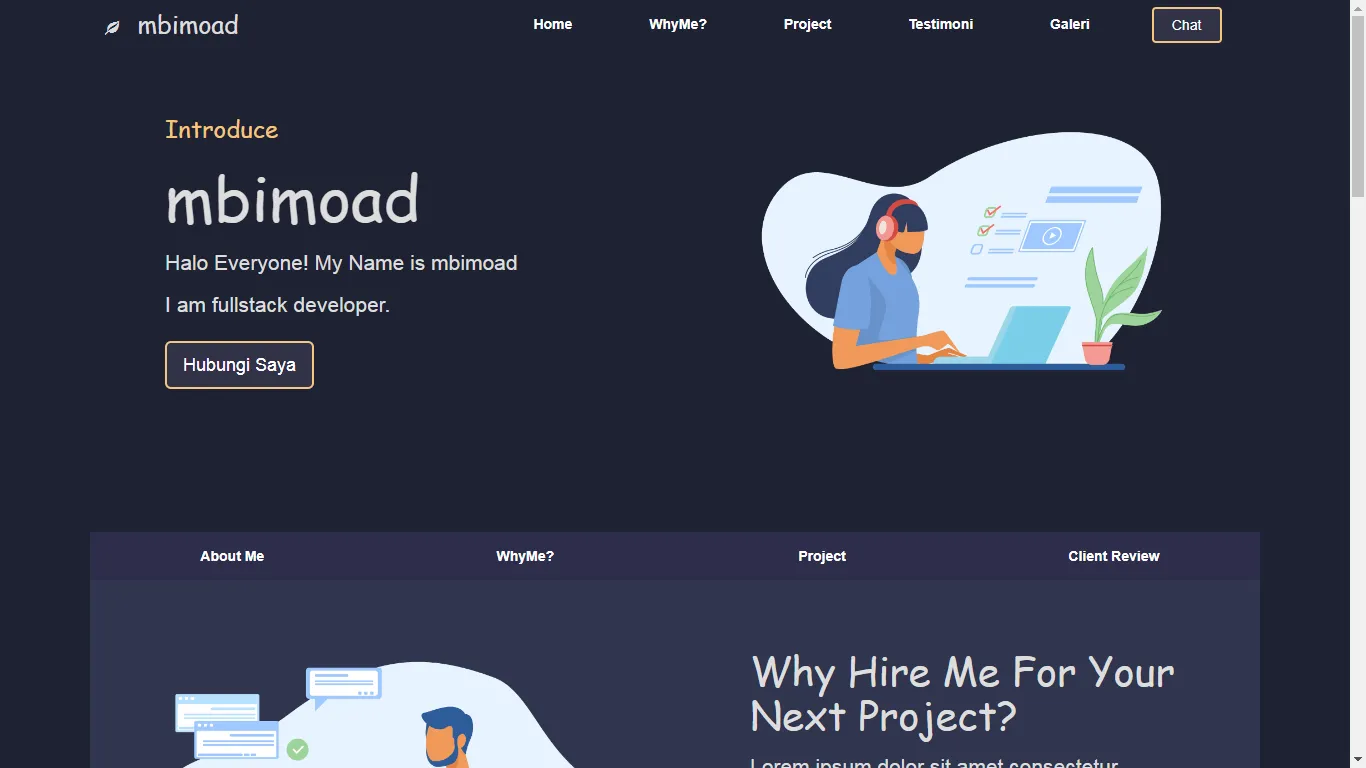 mbimoad
Home WhyMe? Project Testimoni Galeri Chat
Introduce
mbimoad
Halo Everyone! My Name is mbimoad
I am fullstack developer.
Hubungi Saya
About Me WhyMe? Project Client Review
Why Hire Me For Your
Next Project?
Lorem ipsum dolor sit amet consectetur